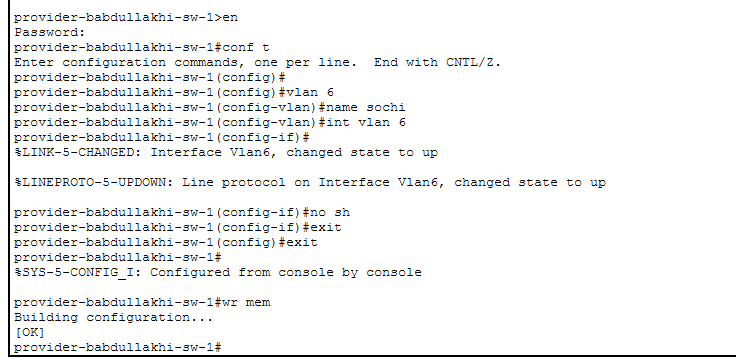 provider-babdullakhi-sw-1>en
Password:
provider-babdullakhi-sw-1#conf t
Enter configuration commands, one per line.  End with CNTL/Z.
provider-babdullakhi-sw-1(config)#
provider-babdullakhi-sw-1(config)#vlan 6
provider-babdullakhi-sw-1(config-vlan)#name sochi
provider-babdullakhi-sw-1(config-vlan)#int vlan 6
provider-babdullakhi-sw-1(config-if)#
%LINK-5-CHANGED: Interface Vlan6, changed state to up
%LINEPROTO-5-UPDOWN: Line protocol on Interface Vlan6, changed state to up
provider-babdullakhi-sw-1(config-if)#no sh
provider-babdullakhi-sw-1(config-if)#exit
provider-babdullakhi-sw-1(config)#exit
provider-babdullakhi-sw-1#
%SYS-5-CONFIG_I: Configured from console by console
provider-babdullakhi-sw-1#wr mem
Building configuration...
[OK]
provider-babdullakhi-sw-1#